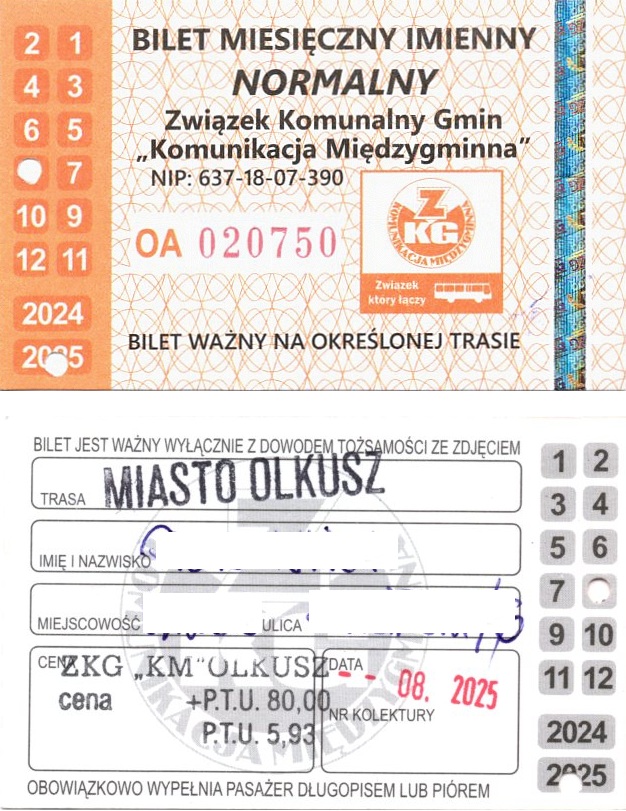 2 1
4 3
6 5
7
10 9
12 11
2024
2025
BILET MIESIĘCZNY IMIENNY
NORMALNY
Związek Komunalny Gmin
„Komunikacja Międzygminna”
NIP: 637-18-07-390
OA 020750
ZKG
KOMUNIKACJA MIĘDZYGMINNA
Związek
który łączy
BILET WAŻNY NA OKREŚLONEJ TRASIE
BILET JEST WAŻNY WYŁĄCZNIE Z DOWODEM TOŻSAMOŚCI ZE ZDJĘCIEM
TRASA MIASTO OLKUSZ
IMIĘ I NAZWISKO
MIEJSCOWOŚĆ ULICA
CENA
ZKG „KM“OLKUSZ
cena +P.T.U. 80,00
P.T.U. 5,93
DATA
-- 08. 2025
NR KOLEKTURY
1 2
3 4
5 6
7
9 10
11 12
2024
2025
OBOWIĄZKOWO WYPEŁNIA PASAŻER DŁUGOPISEM LUB PIÓREM